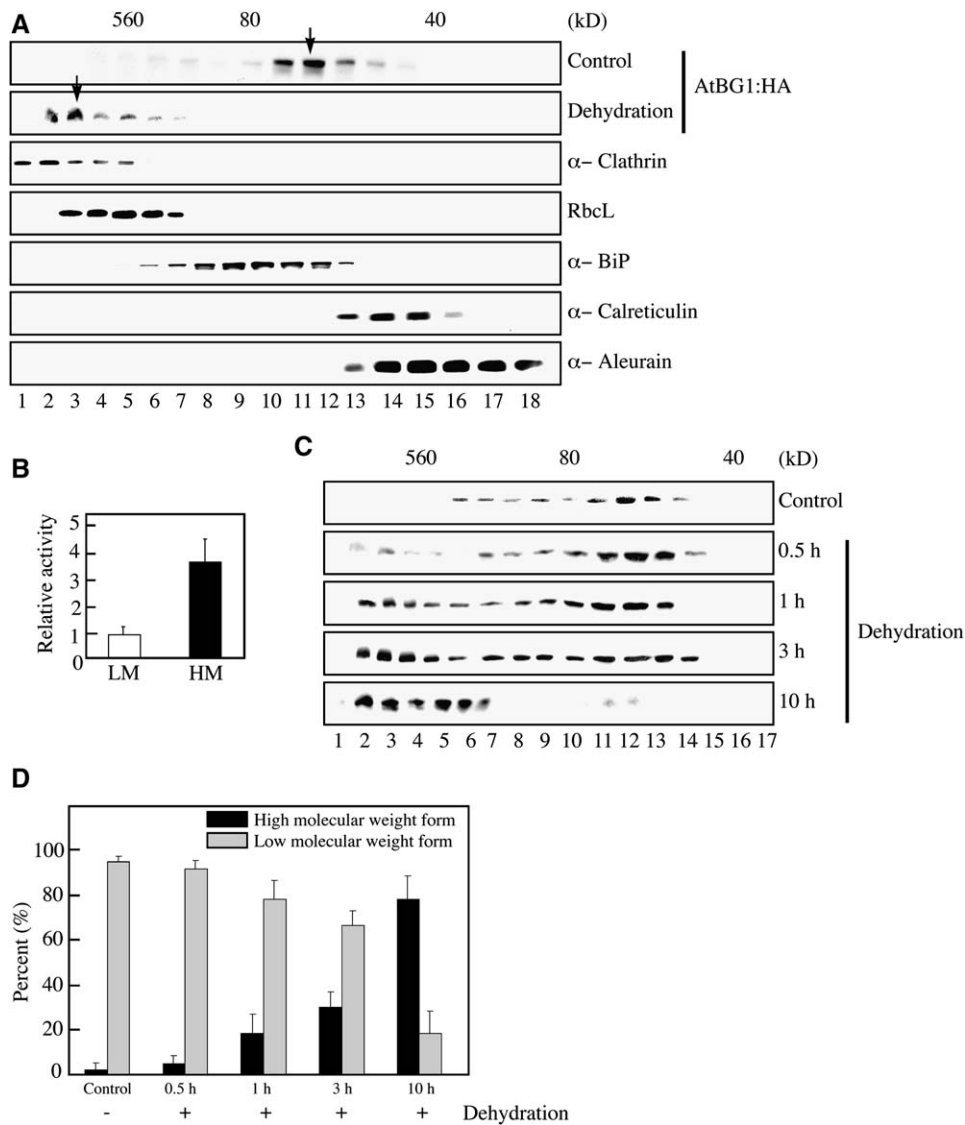 A
560 80 40 (kD)
Control
Dehydration
AtBG1:HA
α– Clathrin
RbcL
α– BiP
α– Calreticulin
α– Aleurain
1 2 3 4 5 6 7 8 9 10 11 12 13 14 15 16 17 18
B
Relative activity
5
4
3
2
1
0
LM HM
C
560 80 40 (kD)
Control
0.5 h
1 h
3 h
10 h
Dehydration
1 2 3 4 5 6 7 8 9 10 11 12 13 14 15 16 17
D
High molecular weight form
Low molecular weight form
Percent (%)
100
80
60
40
20
0
Control 0.5 h 1 h 3 h 10 h
- + + + + Dehydration